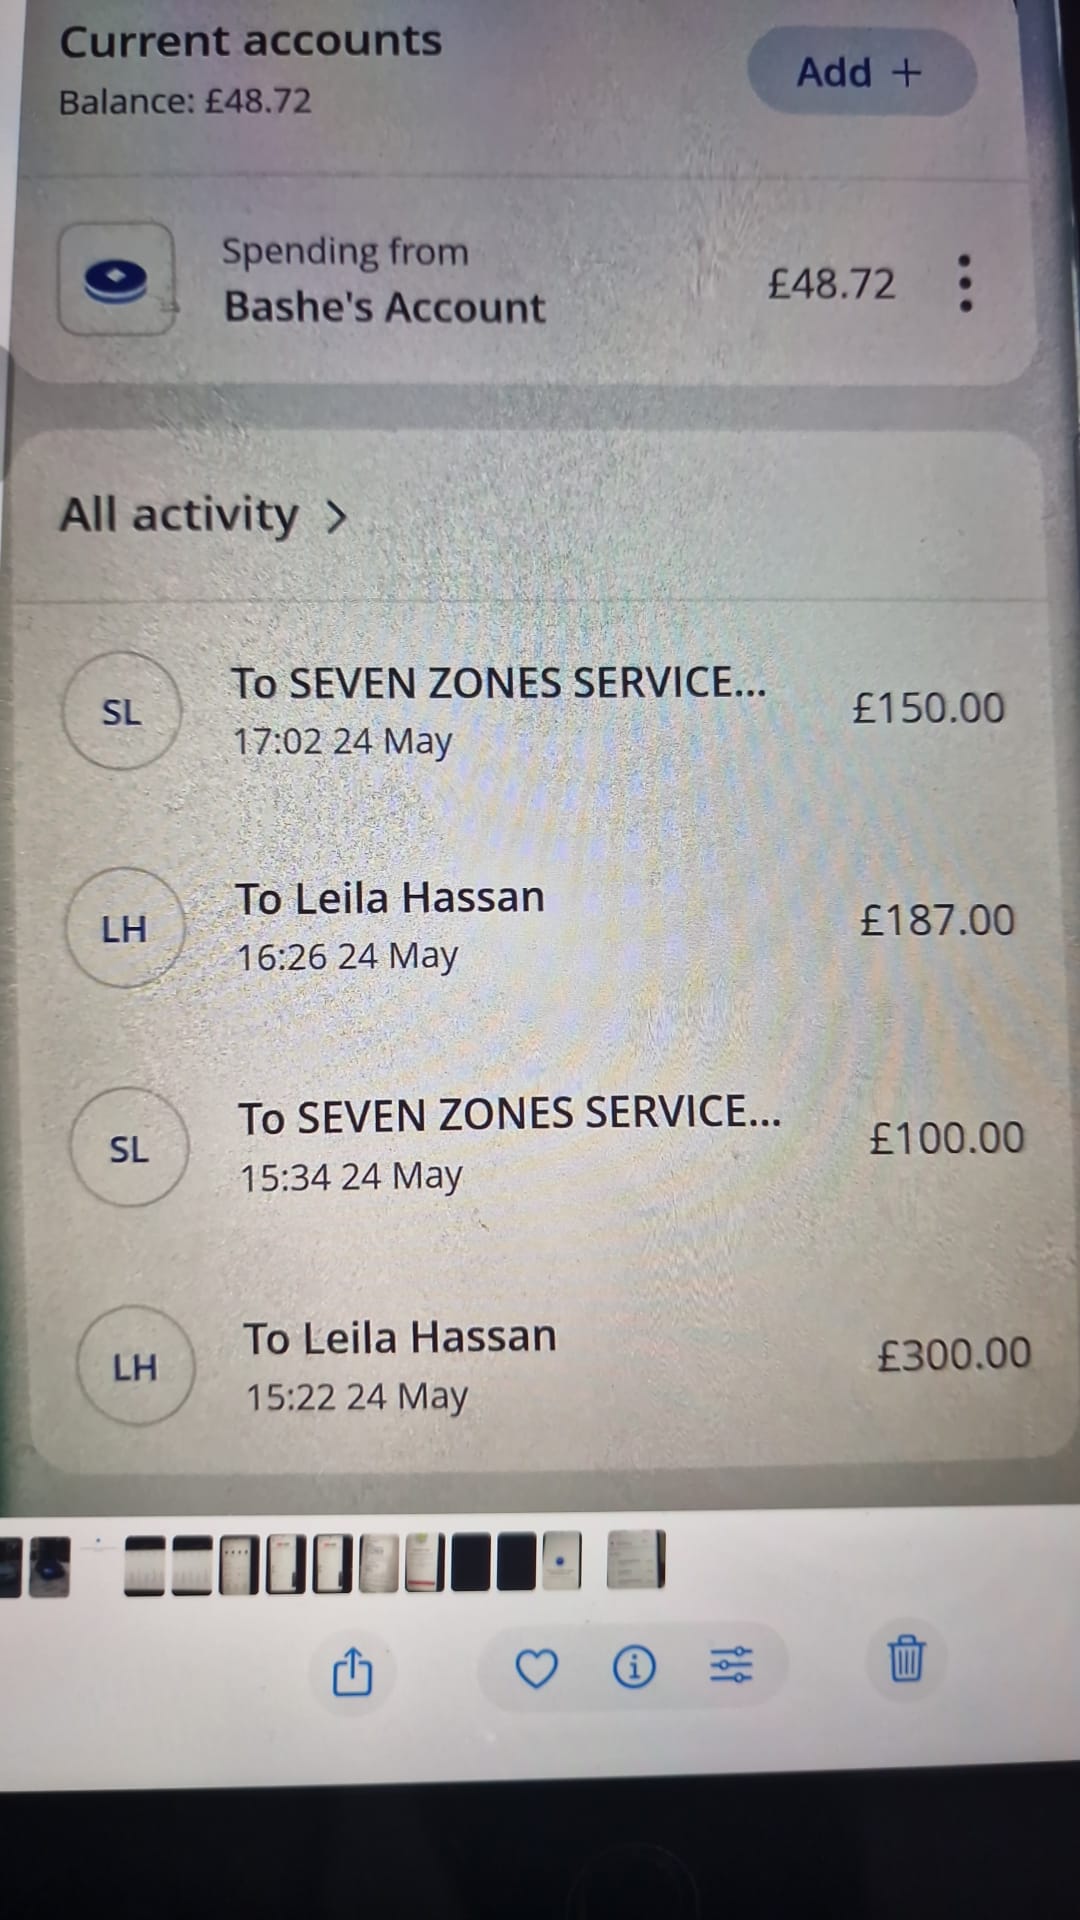 Current accounts
Add +
Balance: £48.72
Spending from
Bashe's Account
£48.72
All activity >
SL
To SEVEN ZONES SERVICE...
£150.00
17:02 24 May
LH
To Leila Hassan
£187.00
16:26 24 May
SL
To SEVEN ZONES SERVICE...
£100.00
15:34 24 May
LH
To Leila Hassan
£300.00
15:22 24 May